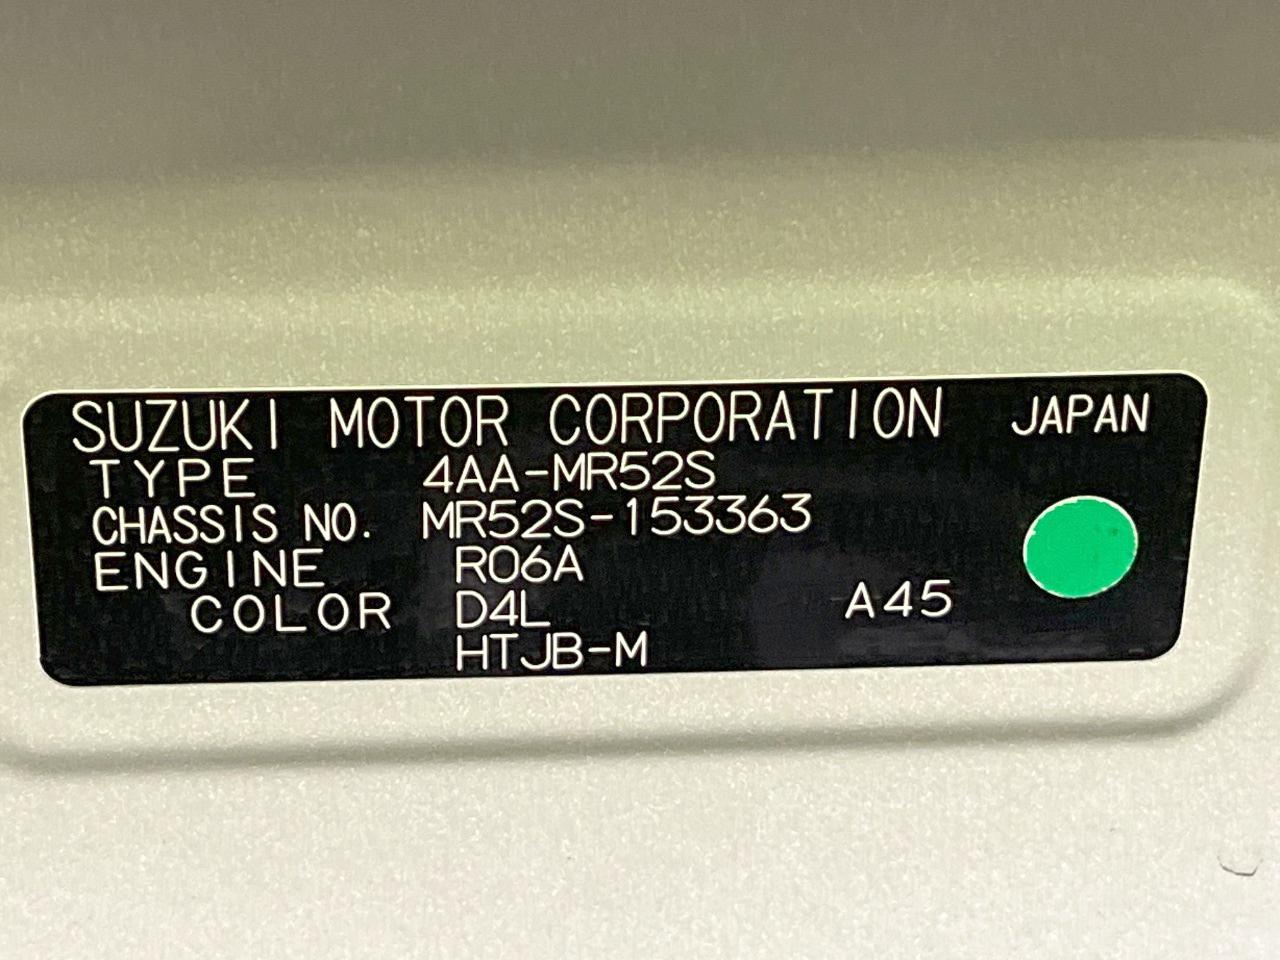 SUZUKI MOTOR CORPORATION JAPAN
TYPE 4AA-MR52S
CHASSIS NO. MR52S-153363
ENGINE R06A
COLOR D4L A45
HTJB-M